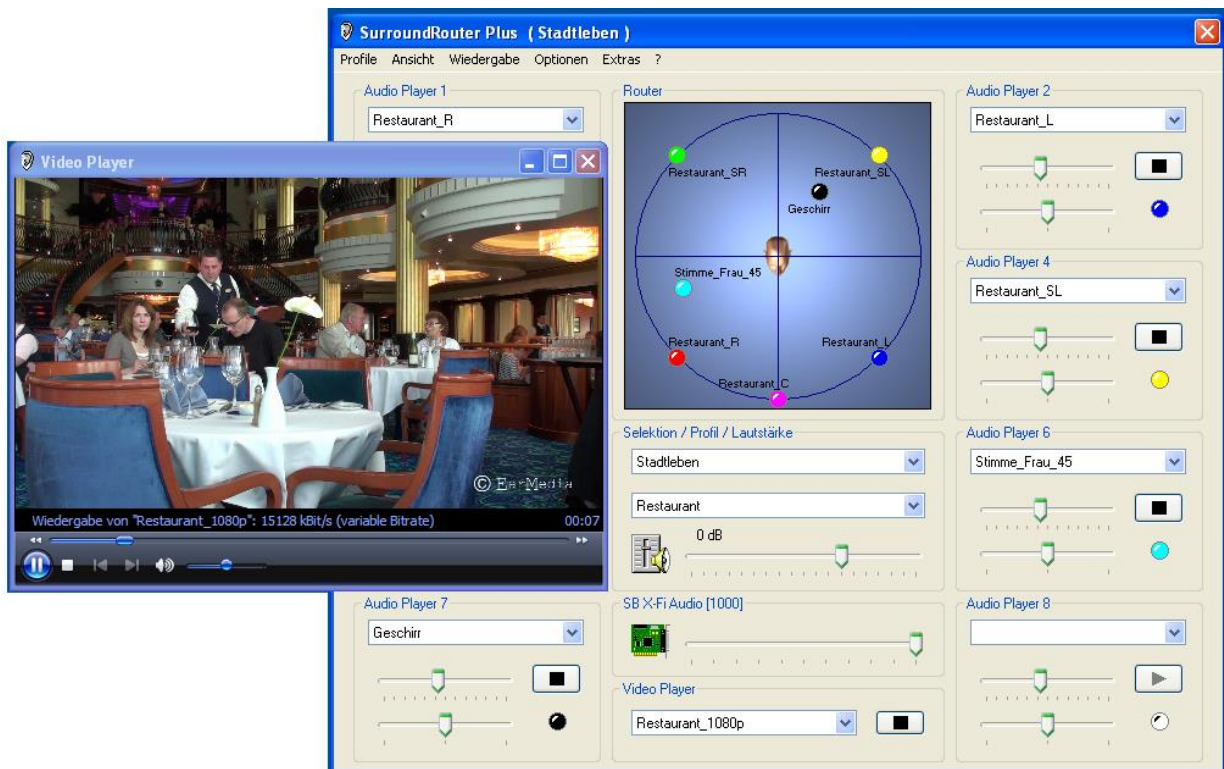 SurroundRouter Plus ( Stadtleben )
Profile Ansicht Wiedergabe Optionen Extras ?
Audio Player 1
Restaurant_R
Router
Restaurant_SR
Restaurant_SL
Geschirr
Stimme_Frau_45
Restaurant_R
Restaurant_L
Restaurant_C
Audio Player 2
Restaurant_L
Video Player
© EarMedia
Wiedergabe von "Restaurant_1080p": 15128 kBit/s (variable Bitrate) 00:07
Audio Player 4
Restaurant_SL
Selektion / Profil / Lautstärke
Stadtleben
Restaurant
0 dB
Audio Player 6
Stimme_Frau_45
Audio Player 7
Geschirr
SB X-Fi Audio [1000]
Video Player
Restaurant_1080p
Audio Player 8